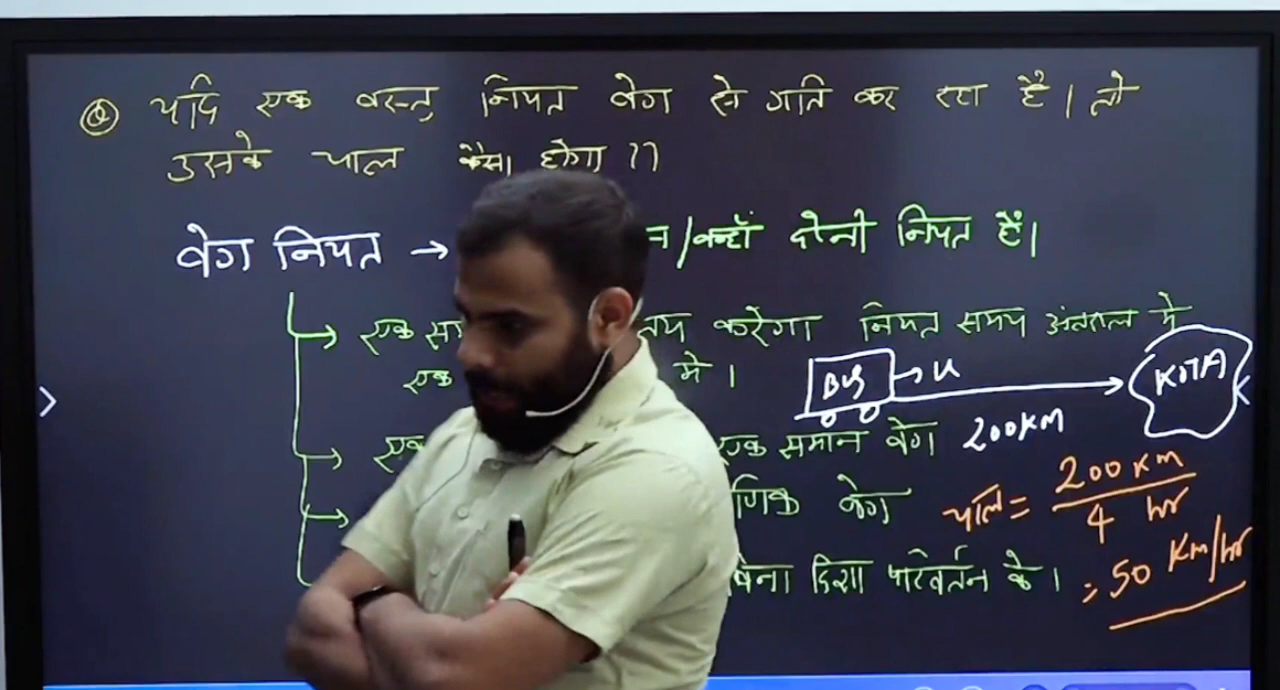 Q यदि एक वस्तु नियत वेग से गति कर रहा है। तो
उसके चाल कैसा होगा ??
वेग नियत →
दोनों नियत हैं।
एक
करेगा नियत समय अंतराल मे
एक
मे।
BUS → u
KOTA
एक
एक समान वेग
200 KM
वेग
चाल = 200 KM / 4 hr
बिना दिशा परिवर्तन के।
= 50 KM/hr